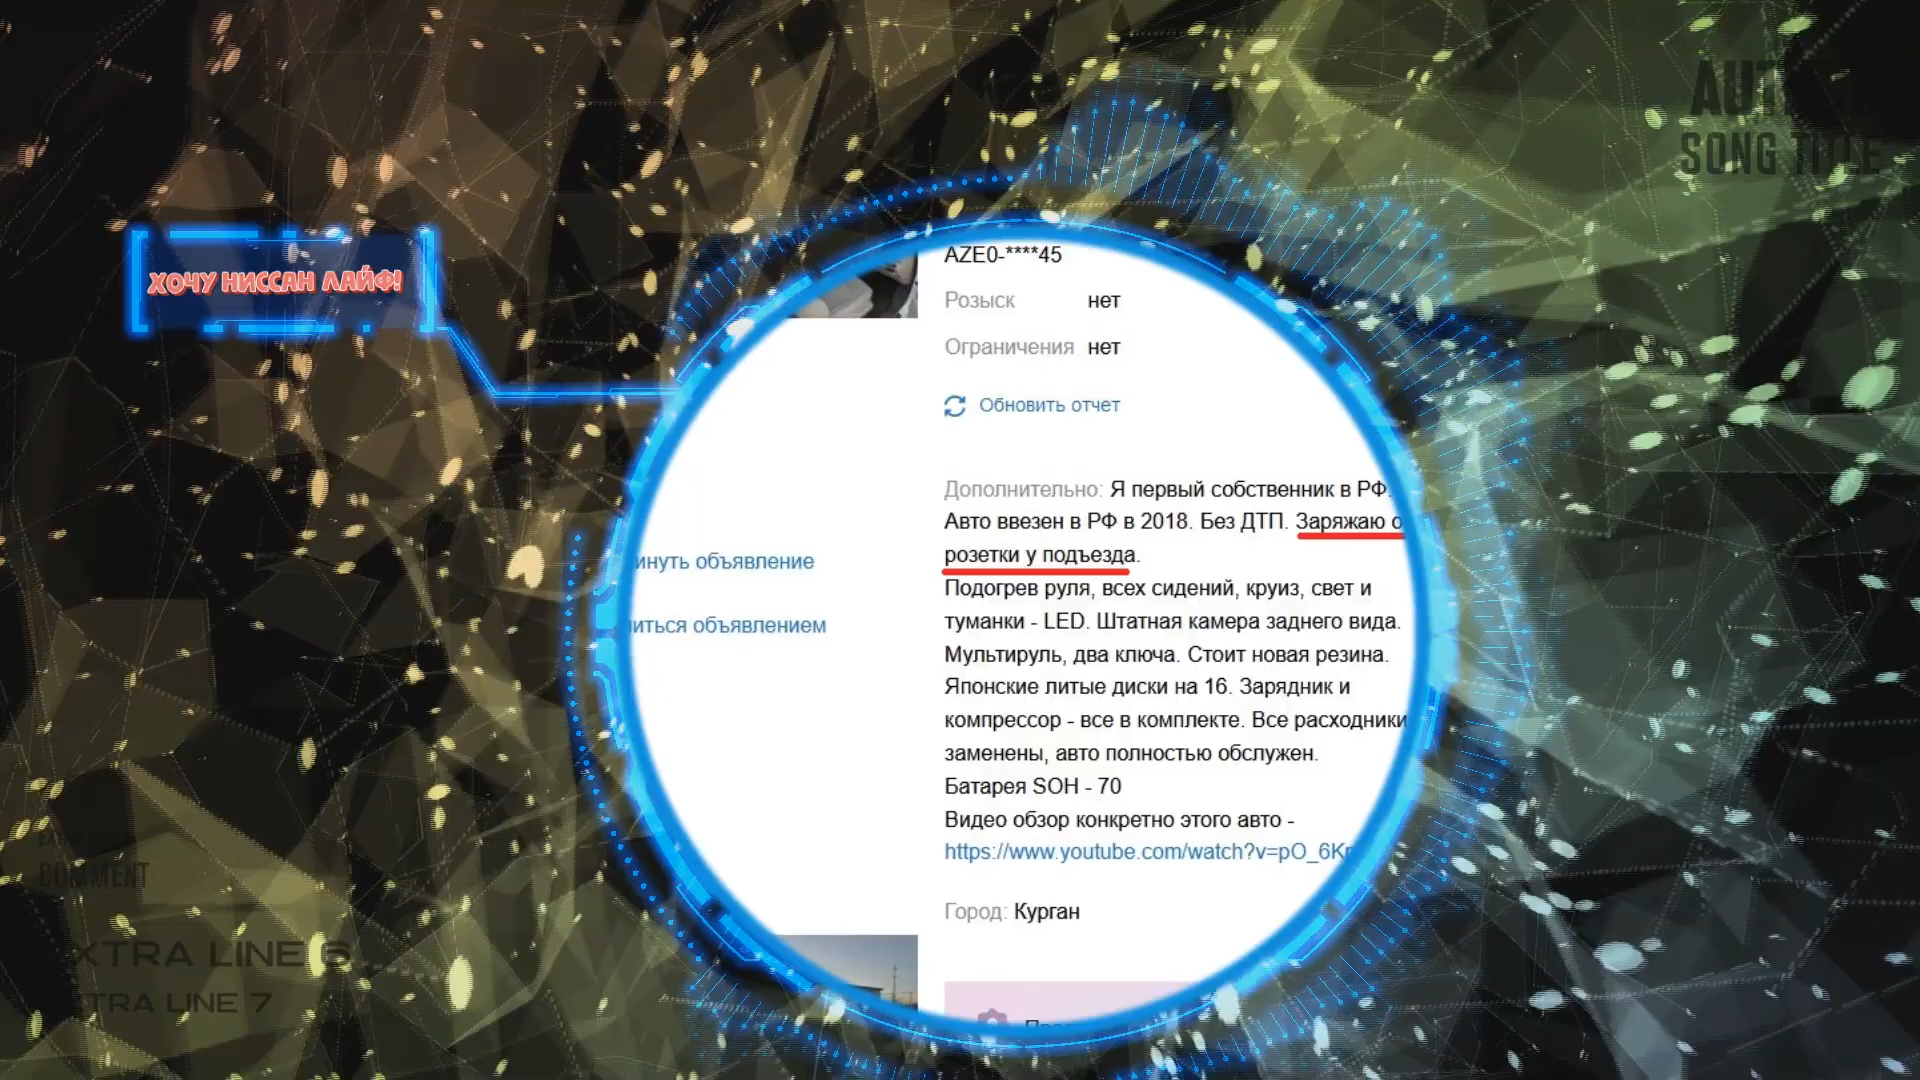 AUT
SONG TITLE
ХОЧУ НИССАН ЛАЙФ!
AZE0-****45
Розыск нет
Ограничения нет
Обновить отчет
Дополнительно: Я первый собственник в РФ.
Авто ввезен в РФ в 2018. Без ДТП. Заряжаю о
розетки у подъезда.
инуть объявление
Подогрев руля, всех сидений, круиз, свет и
туманки - LED. Штатная камера заднего вида.
иться объявлением
Мультируль, два ключа. Стоит новая резина.
Японские литые диски на 16. Зарядник и
компрессор - все в комплекте. Все расходники
заменены, авто полностью обслужен.
Батарея SOH - 70
Видео обзор конкретно этого авто -
https://www.youtube.com/watch?v=pO_6K
COMMENT
Город: Курган
XTRA LINE 6
TRA LINE 7